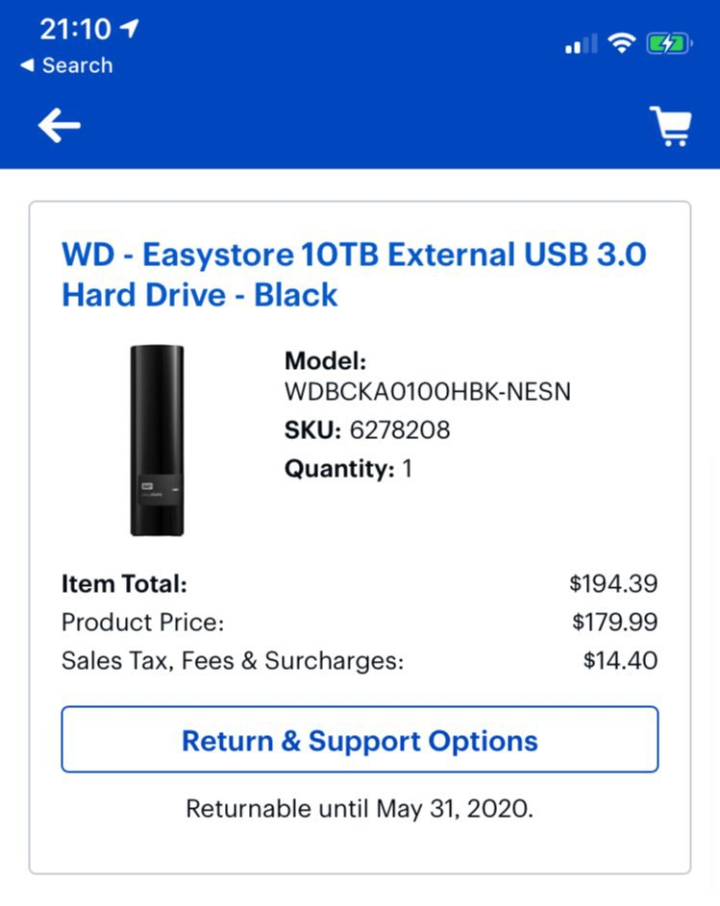 21:10
Search
WD - Easystore 10TB External USB 3.0
Hard Drive - Black
Model:
WDBCKA0100HBK-NESN
SKU: 6278208
Quantity: 1
WD
Item Total: $194.39
Product Price: $179.99
Sales Tax, Fees & Surcharges: $14.40
Return & Support Options
Returnable until May 31, 2020.